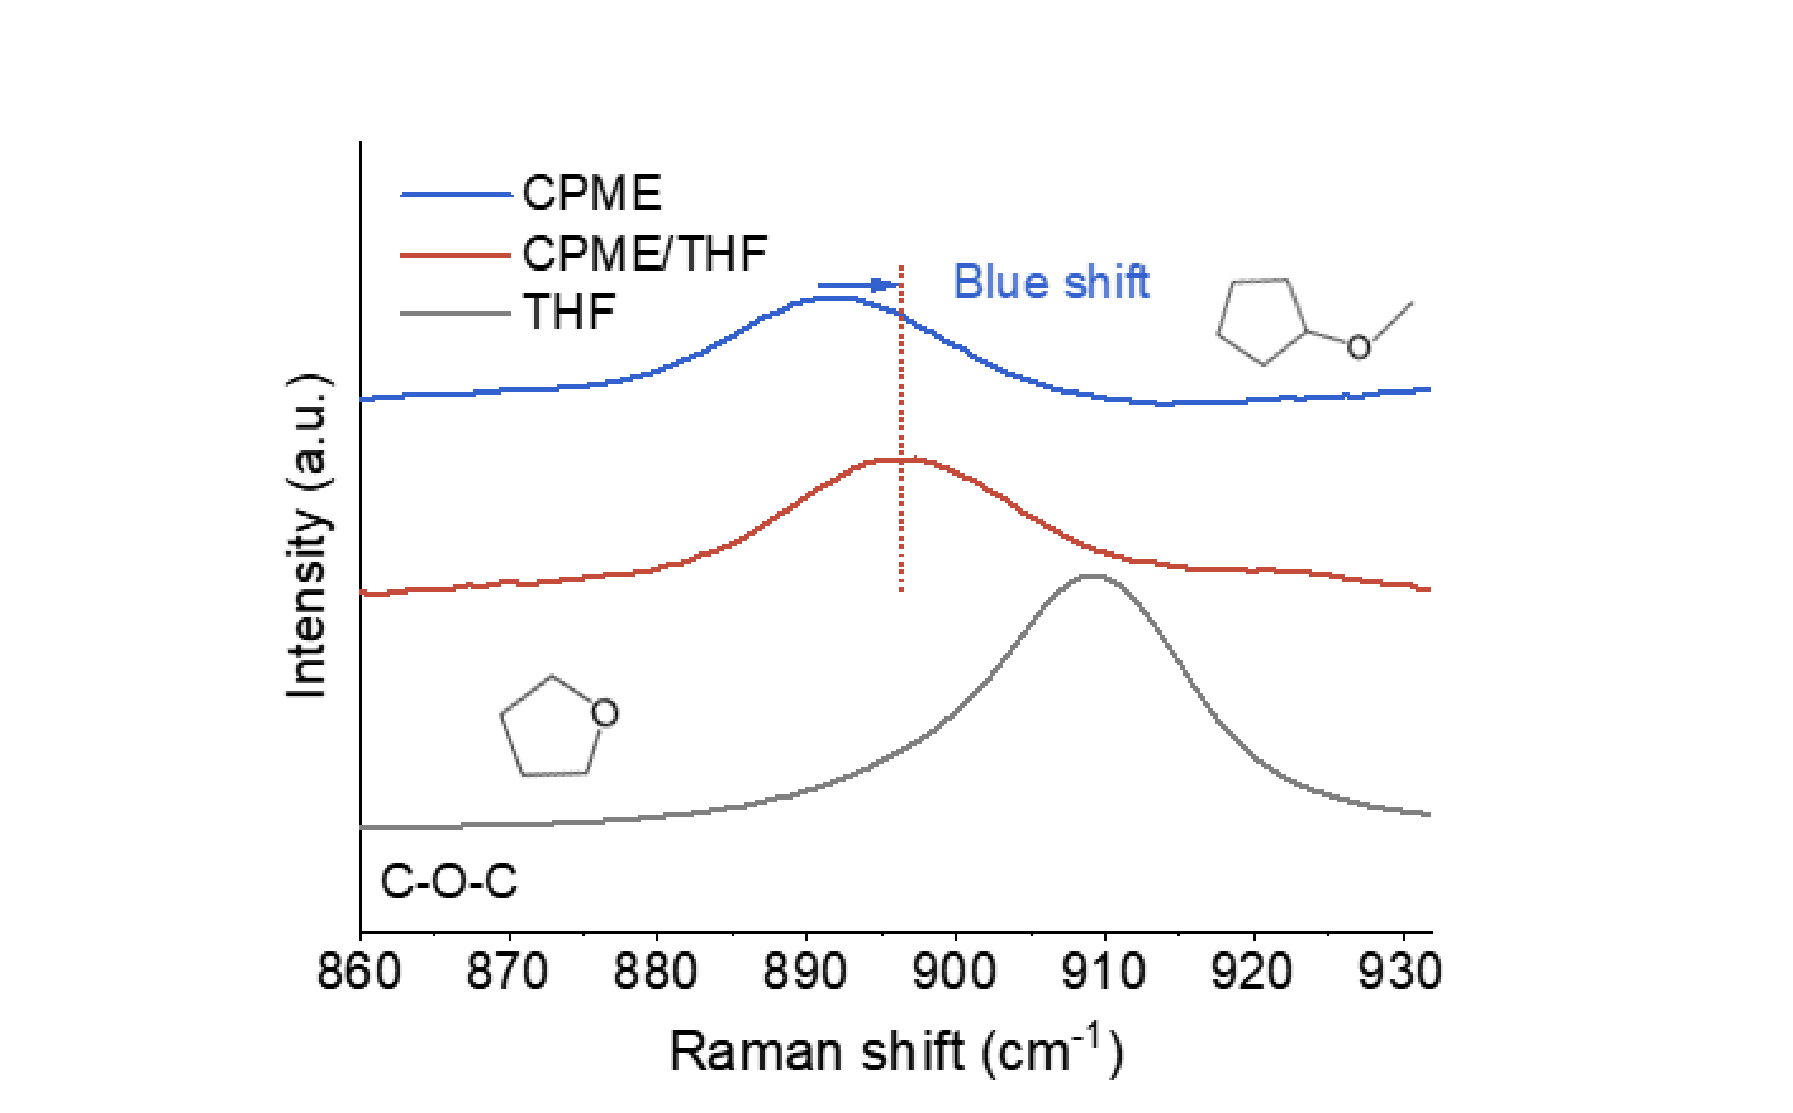 CPME
CPME/THF
THF
Blue shift
O
O
C-O-C
Intensity (a.u.)
860 870 880 890 900 910 920 930
Raman shift (cm⁻¹)